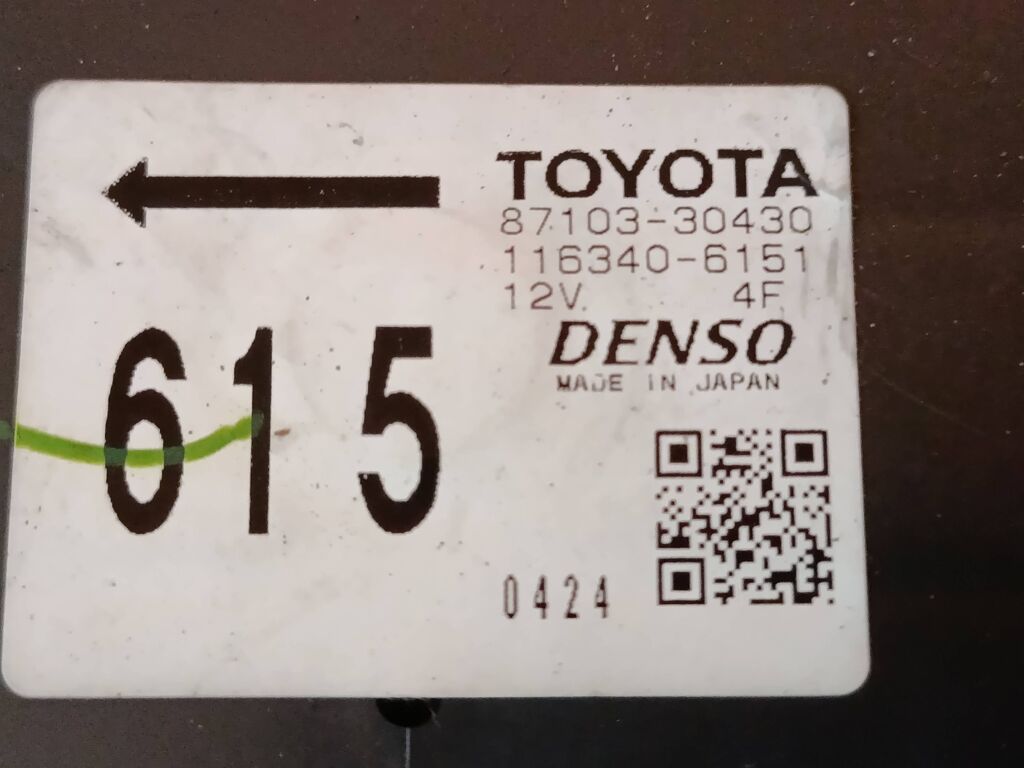 TOYOTA
87103-30430
116340-6151
12V. 4F
DENSO
MADE IN JAPAN
615
0424